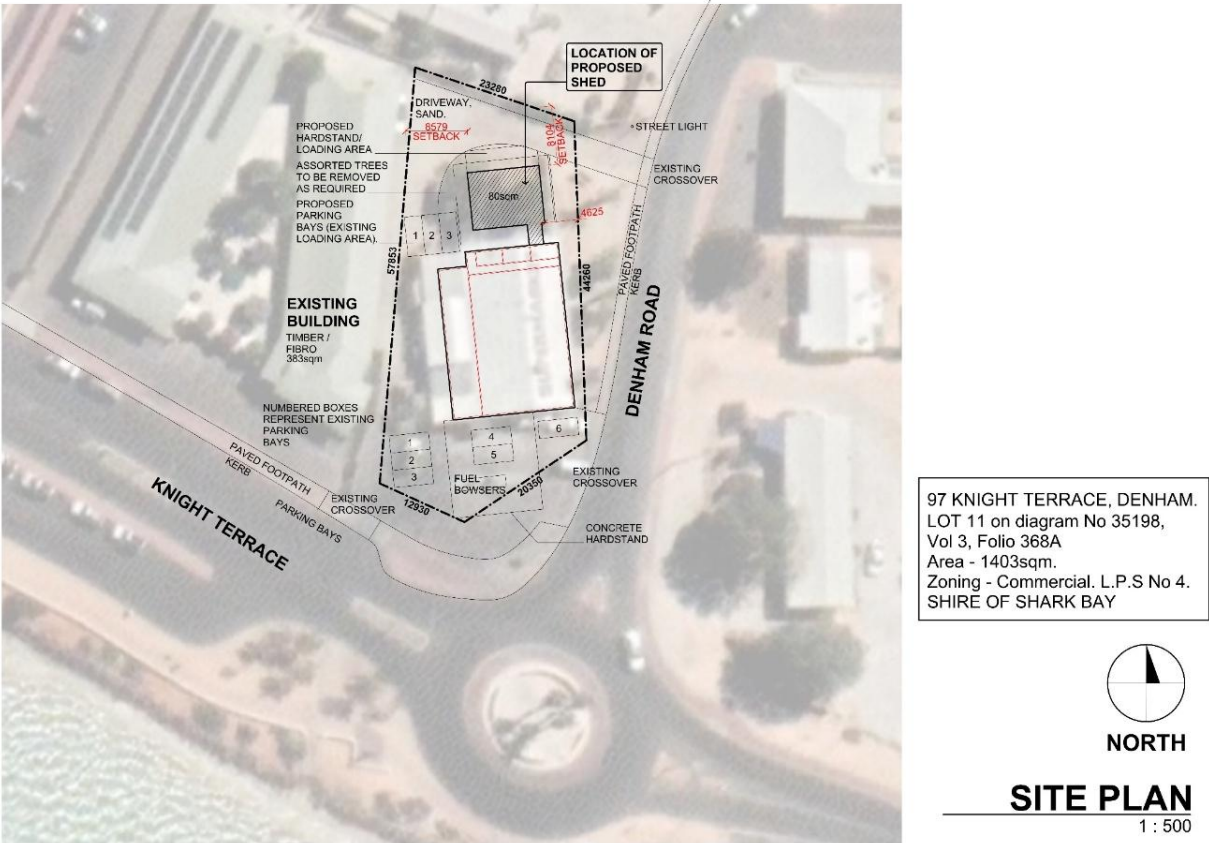 LOCATION OF
PROPOSED
SHED
23280
DRIVEWAY,
SAND.
8579
SETBACK
8101
SETBACK
STREET LIGHT
PROPOSED
HARDSTAND/
LOADING AREA
ASSORTED TREES
TO BE REMOVED
AS REQUIRED
PROPOSED
PARKING
BAYS (EXISTING
LOADING AREA).
EXISTING
CROSSOVER
80sqm
4625
1 2 3
57853
44260
PAVED FOOTPATH
KERB
DENHAM ROAD
EXISTING
BUILDING
TIMBER /
FIBRO
383sqm
NUMBERED BOXES
REPRESENT EXISTING
PARKING
BAYS
1
2
3
4
5
6
PAVED FOOTPATH
KERB
FUEL
BOWSERS
EXISTING
CROSSOVER
12930
20350
EXISTING
CROSSOVER
PARKING BAYS
KNIGHT TERRACE
CONCRETE
HARDSTAND
97 KNIGHT TERRACE, DENHAM.
LOT 11 on diagram No 35198,
Vol 3, Folio 368A
Area - 1403sqm.
Zoning - Commercial. L.P.S No 4.
SHIRE OF SHARK BAY
NORTH
SITE PLAN
1 : 500